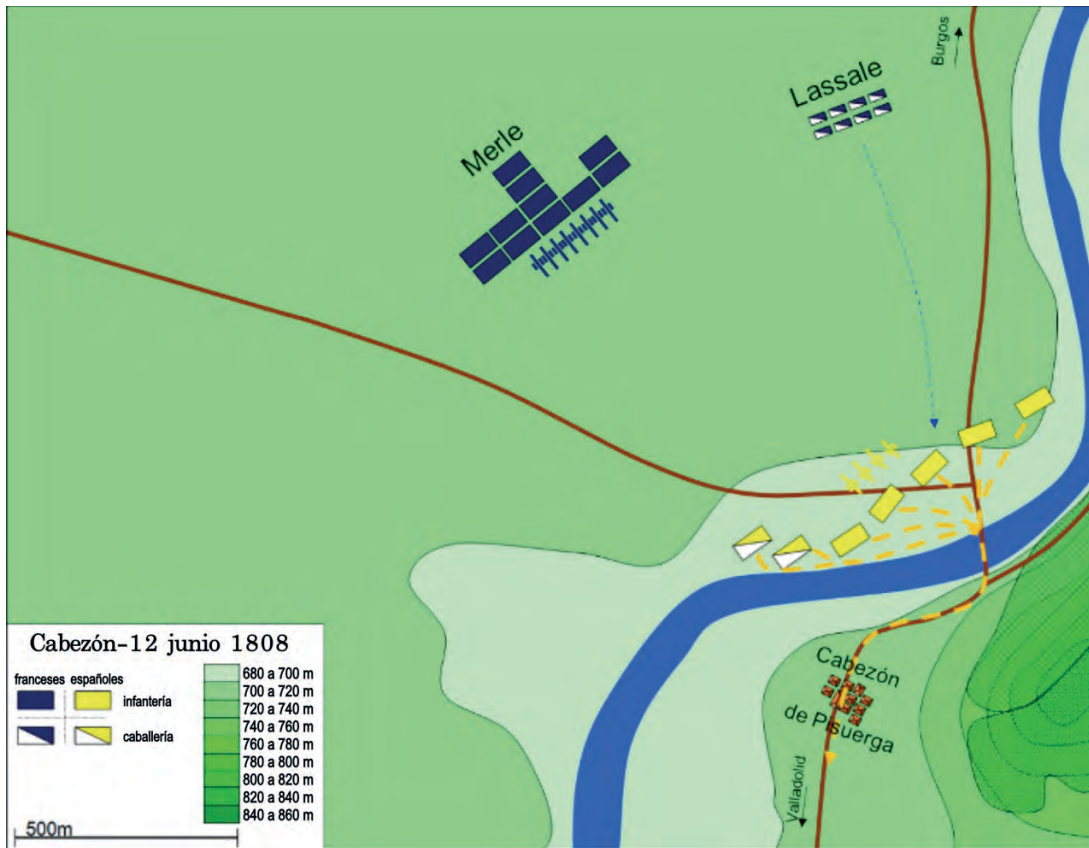 Burgos
Lassale
Merle
Cabezón
de Pisuerga
Valladolid
Cabezón-12 junio 1808
franceses españoles
infantería
caballería
680 a 700 m
700 a 720 m
720 a 740 m
740 a 760 m
760 a 780 m
780 a 800 m
800 a 820 m
820 a 840 m
840 a 860 m
500m